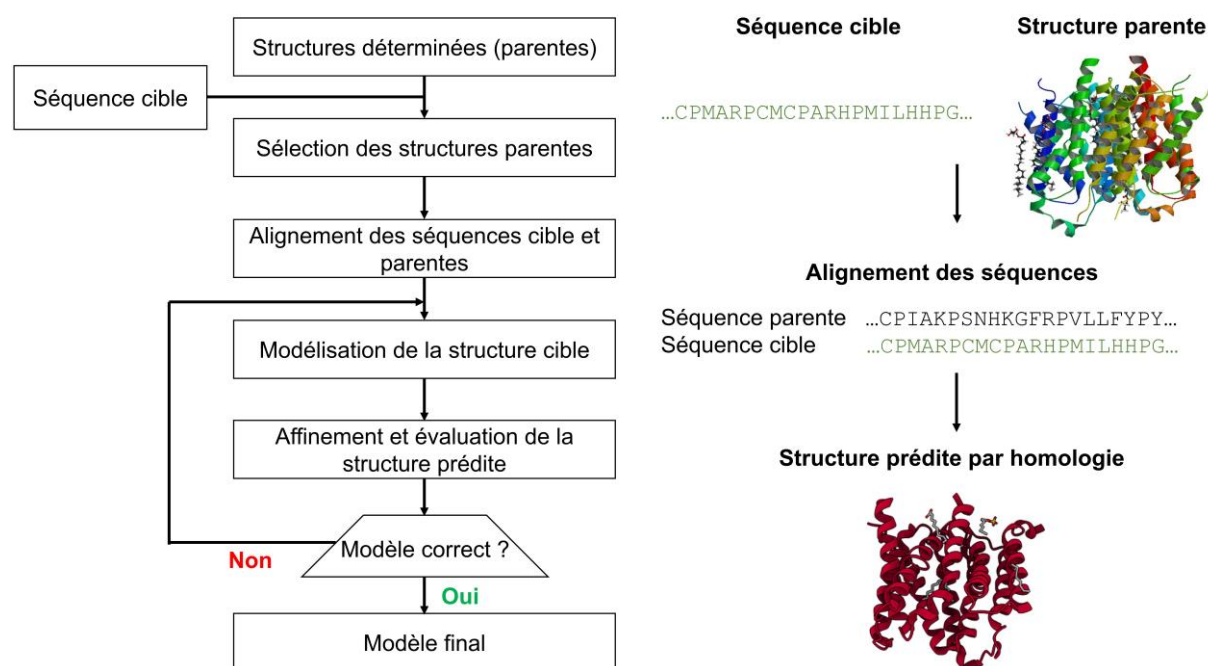 Structures déterminées (parentes)
Séquence cible
Sélection des structures parentes
Alignement des séquences cible et
parentes
Modélisation de la structure cible
Affinement et évaluation de la
structure prédite
Modèle correct ?
Non
Oui
Modèle final
Séquence cible
Structure parente
...CPMARPCMCPARHPMILHHPG...
Alignement des séquences
Séquence parente ...CPIAKPSNHKGFRPVLLFYPY...
Séquence cible ...CPMARPCMCPARHPMILHHPG...
Structure prédite par homologie